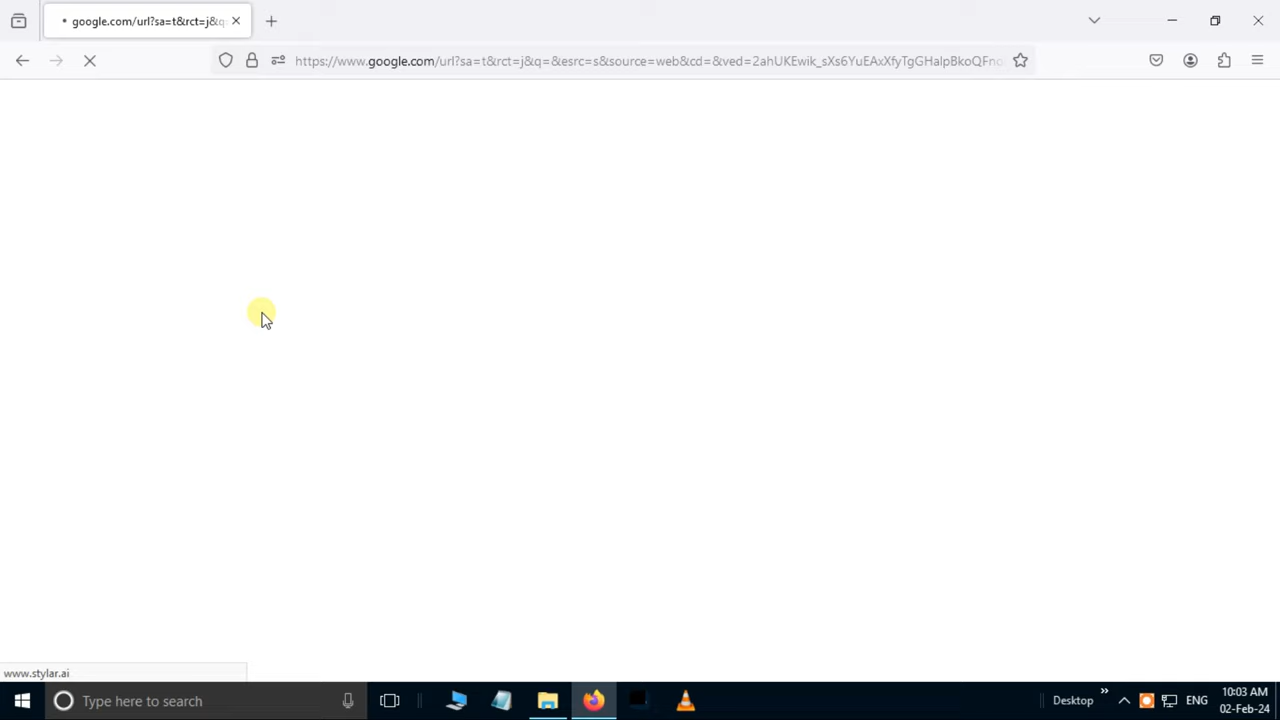 google.com/url?sa=t&rct=j&q
https://www.google.com/url?sa=t&rct=j&q=&esrc=s&source=web&cd=&ved=2ahUKEwik_sXs6YuEAxXfyTgGHalpBkoQFno
www.stylar.ai
Type here to search
Desktop
ENG
10:03 AM
02-Feb-24